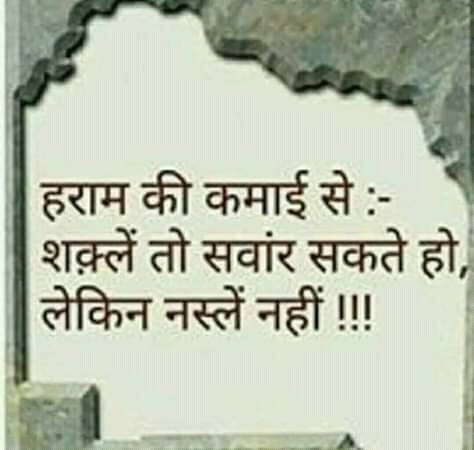 हराम की कमाई से :-
शक़्लें तो सवांर सकते हो,
लेकिन नस्लें नहीं !!!